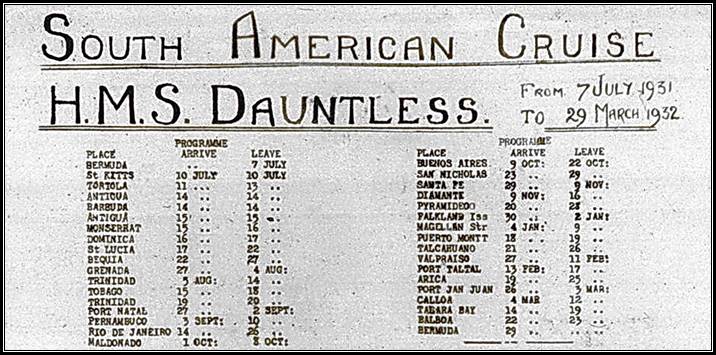 SOUTH AMERICAN CRUISE
H.M.S. DAUNTLESS.
FROM 7 JULY 1931
TO 29 MARCH 1932.
PROGRAMME
PLACE ARRIVE LEAVE
BERMUDA .. 7 JULY
St KITTS 10 JULY 10 JULY
TORTOLA 11 ... 13 ..
ANTIGUA 14 .. 14 ..
BARBUDA 14 .. 14 ..
ANTIGUA 15 .. 15 ..
MONSERRAT 15 .. 16 ..
DOMINICA 16 .. 17 ..
St LUCIA 17 .. 22 ..
BEQUIA 22 .. 27 ..
GRENADA 27 .. 4 AUG:
TRINIDAD 5 AUG: 14 ..
TOBAGO 15 .. 18 ..
TRINIDAD 19 .. 20 ..
PORT NATAL 27 .. 2 SEPT:
PERNAMBUCO 3 SEPT: 10 ..
RIO DE JANEIRO 14 .. 26 ..
MALDONADO 1 OCT: 8 OCT:
PROGRAMME
PLACE ARRIVE LEAVE
BUENOS AIRES 9 OCT: 22 OCT:
SAN NICHOLAS 23 .. 29 ..
SANTA FE 29 .. 9 NOV:
DIAMANTE 9 NOV: 16 ..
PYRAMIDEDO 20 .. 28 ..
FALKLAND Iss 30 .. 2 JAN:
MAGELLAN Str 4 JAN: 9 ..
PUERTO MONTT 18 .. 19 ..
TALCAHUANO 21 .. 26 ..
VALPRAISO 27 .. 11 FEB:
PORT TALTAL 13 FEB: 17 ..
ARICA 19 .. 25 ..
PORT JAN JUAN 26 .. 3 MAR:
CALLOA 4 MAR 12 ..
TABARA BAY 14 .. 19 ..
BALBOA 22 .. 23 ..
BERMUDA 29 ..